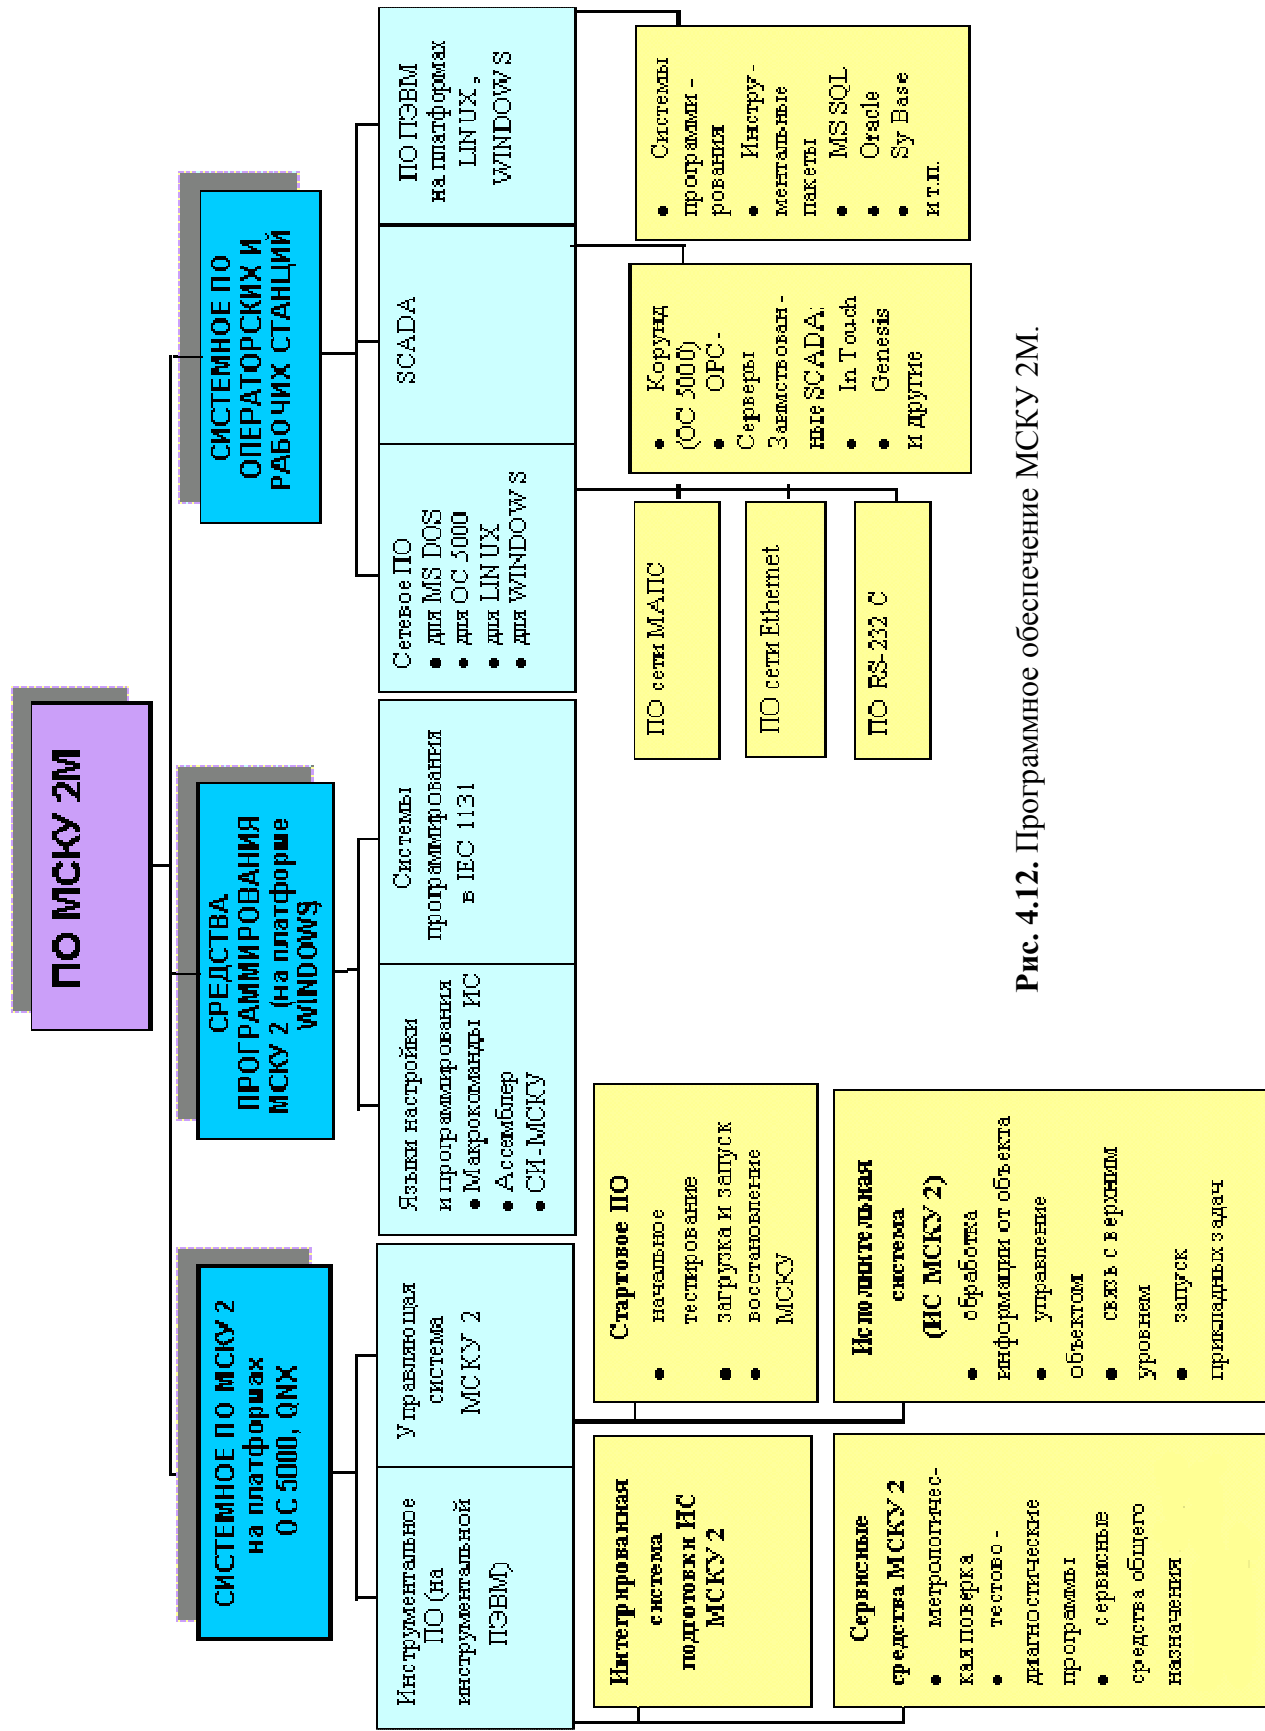 ПО МСКУ 2М
СИСТЕМНОЕ ПО МСКУ 2
на платформах
ОС 5000, QNX
СРЕДСТВА
ПРОГРАММИРОВАНИЯ
МСКУ 2 (на платформе
WINDOWS)
СИСТЕМНОЕ ПО
ОПЕРАТОРСКИХ И
РАБОЧИХ СТАНЦИЙ
Инструментальное
ПО (на
инструментальной
ПЭВМ)
Управляющая
система
МСКУ 2
Языки настройки
и программирования
● Макрокоманды ИС
● Ассемблер
● СИ-МСКУ
Системы
программирования
в IEC 1131
Сетевое ПО
● для MS DOS
● для ОС 5000
● для LINUX
● для WINDOWS
SCADA
ПО ПЭВМ
на платформах
LINUX,
WINDOWS
Интегрированная
система
подготовки ИС
МСКУ 2
Стартовое ПО
● начальное
тестирование
● загрузка и запуск
● восстановление
МСКУ
Сервисные
средства МСКУ 2
● метрологичес-
кая поверка
● тестово-
диагностические
программы
● сервисные
средства общего
назначения
Исполнительная
система
(ИС МСКУ 2)
● обработка
информации от объекта
● управление
объектом
● связь с верхним
уровнем
● запуск
прикладных задач
ПО сети МАПС
ПО сети Ethernet
ПО RS-232 C
● Корунд
(ОС 5000)
● OPC-
Серверы
Заимствован-
ные SCADA:
● In Touch
● Genesis
и другие
● Системы
программи-
рования
● Инстру-
ментальные
пакеты
● MS SQL
● Oracle
● Sy Base
и т.п.
Рис. 4.12. Программное обеспечение МСКУ 2М.